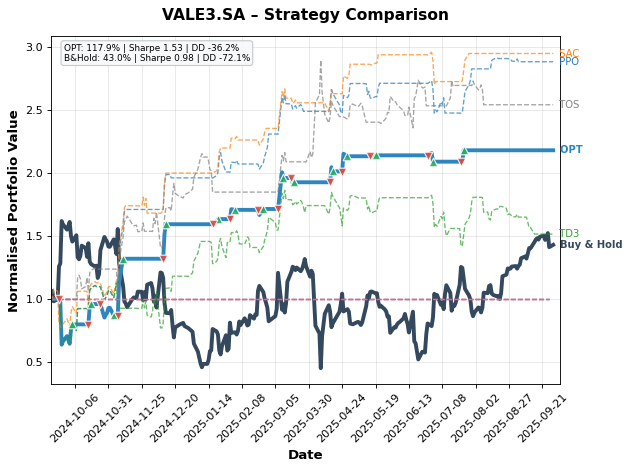 VALE3.SA – Strategy Comparison
OPT: 117.9% | Sharpe 1.53 | DD -36.2%
B&Hold: 43.0% | Sharpe 0.98 | DD -72.1%
Normalised Portfolio Value
3.0
2.5
2.0
1.5
1.0
0.5
SAC
PPO
TOS
OPT
TD3
Buy & Hold
2024-10-06
2024-10-31
2024-11-25
2024-12-20
2025-01-14
2025-02-08
2025-03-05
2025-03-30
2025-04-24
2025-05-19
2025-06-13
2025-07-08
2025-08-02
2025-08-27
2025-09-21
Date